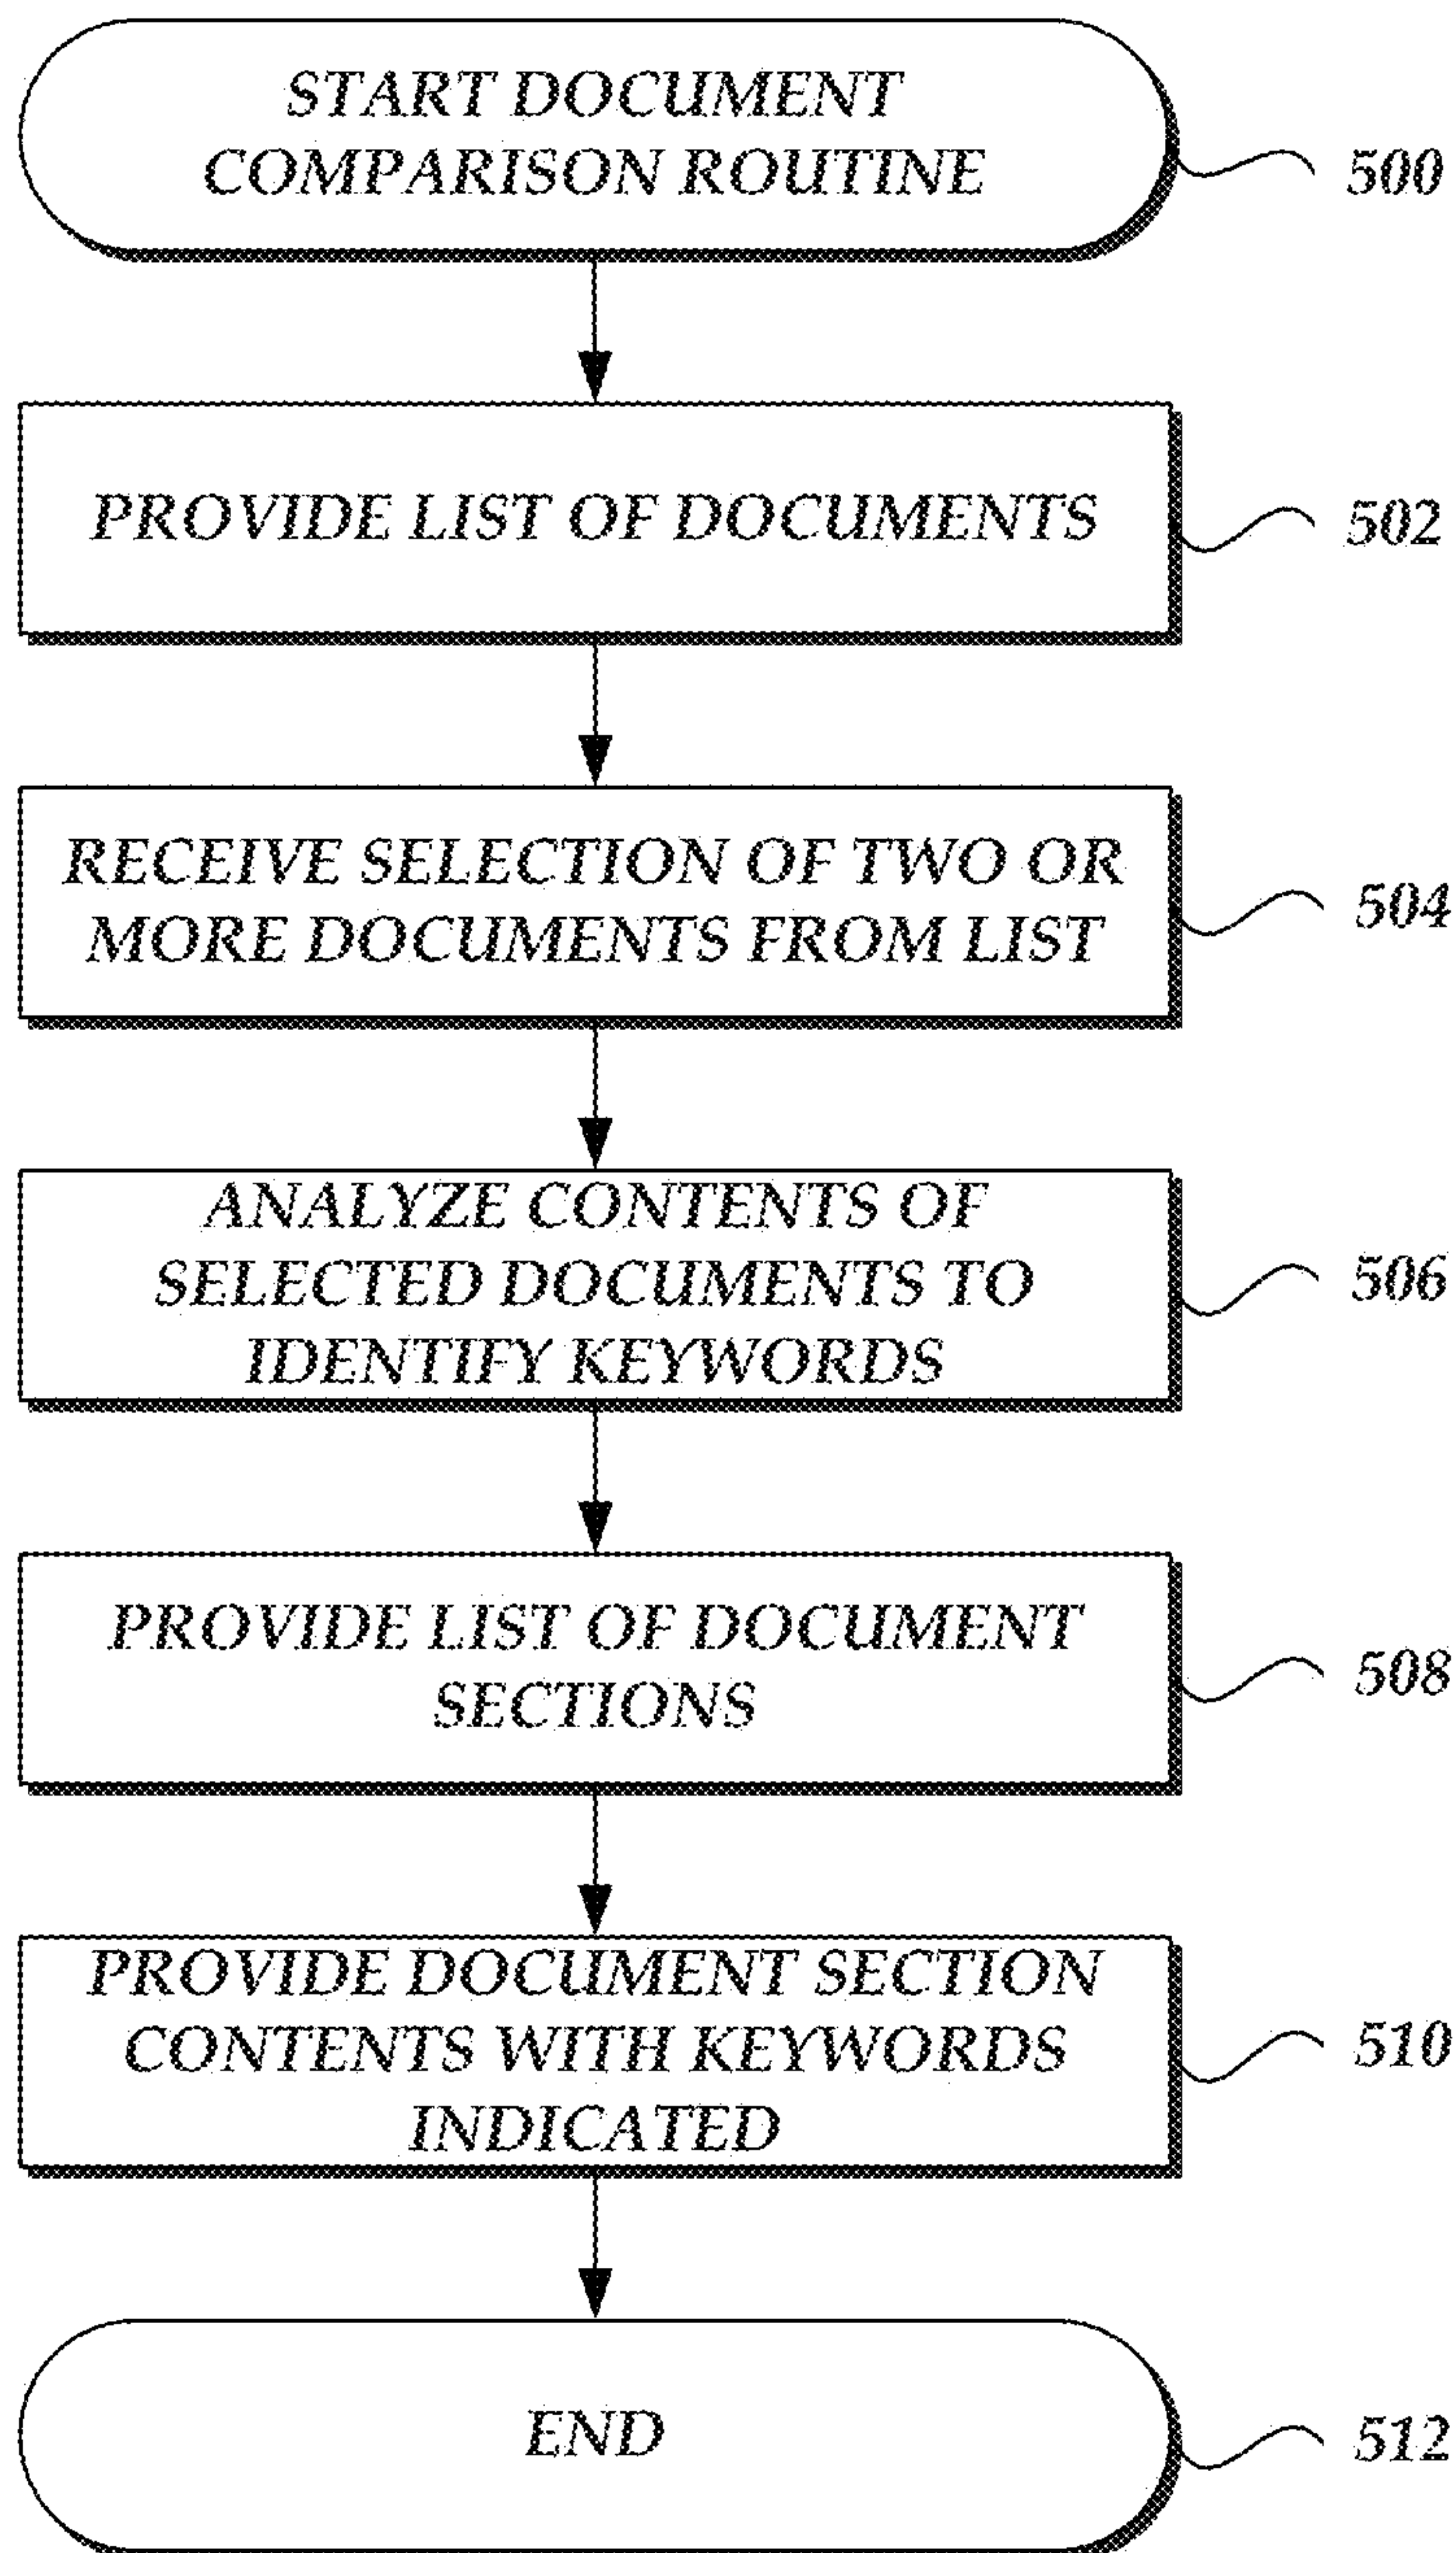 START DOCUMENT
COMPARISON ROUTINE
500
PROVIDE LIST OF DOCUMENTS
502
RECEIVE SELECTION OF TWO OR
MORE DOCUMENTS FROM LIST
504
ANALYZE CONTENTS OF
SELECTED DOCUMENTS TO
IDENTIFY KEYWORDS
506
PROVIDE LIST OF DOCUMENT
SECTIONS
508
PROVIDE DOCUMENT SECTION
CONTENTS WITH KEYWORDS
INDICATED
510
END
512